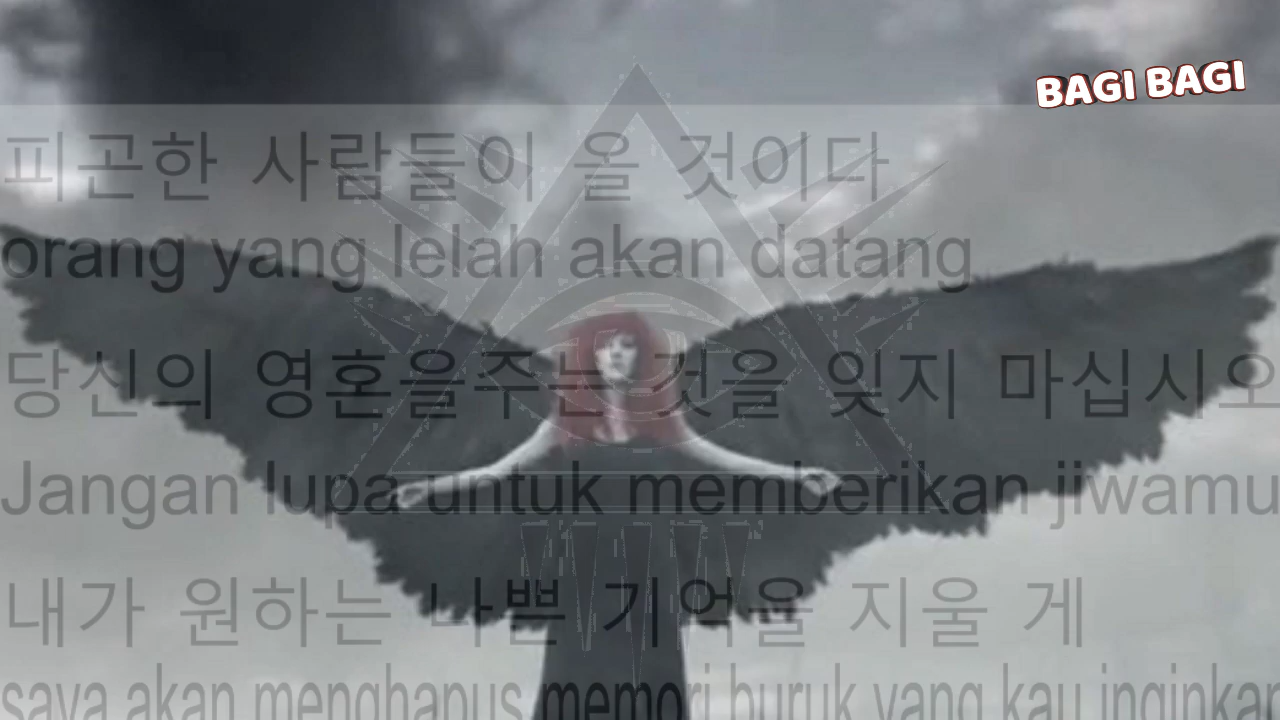 BAGI BAGI
피곤한 사람들이 올 것이다
orang yang lelah akan datang
당신의 영혼을주는 것을 잊지 마십시오
Jangan lupa untuk memberikan jiwamu
내가 원하는 나쁜 기억을 지울 게
saya akan menghapus memori buruk yang kau inginkan